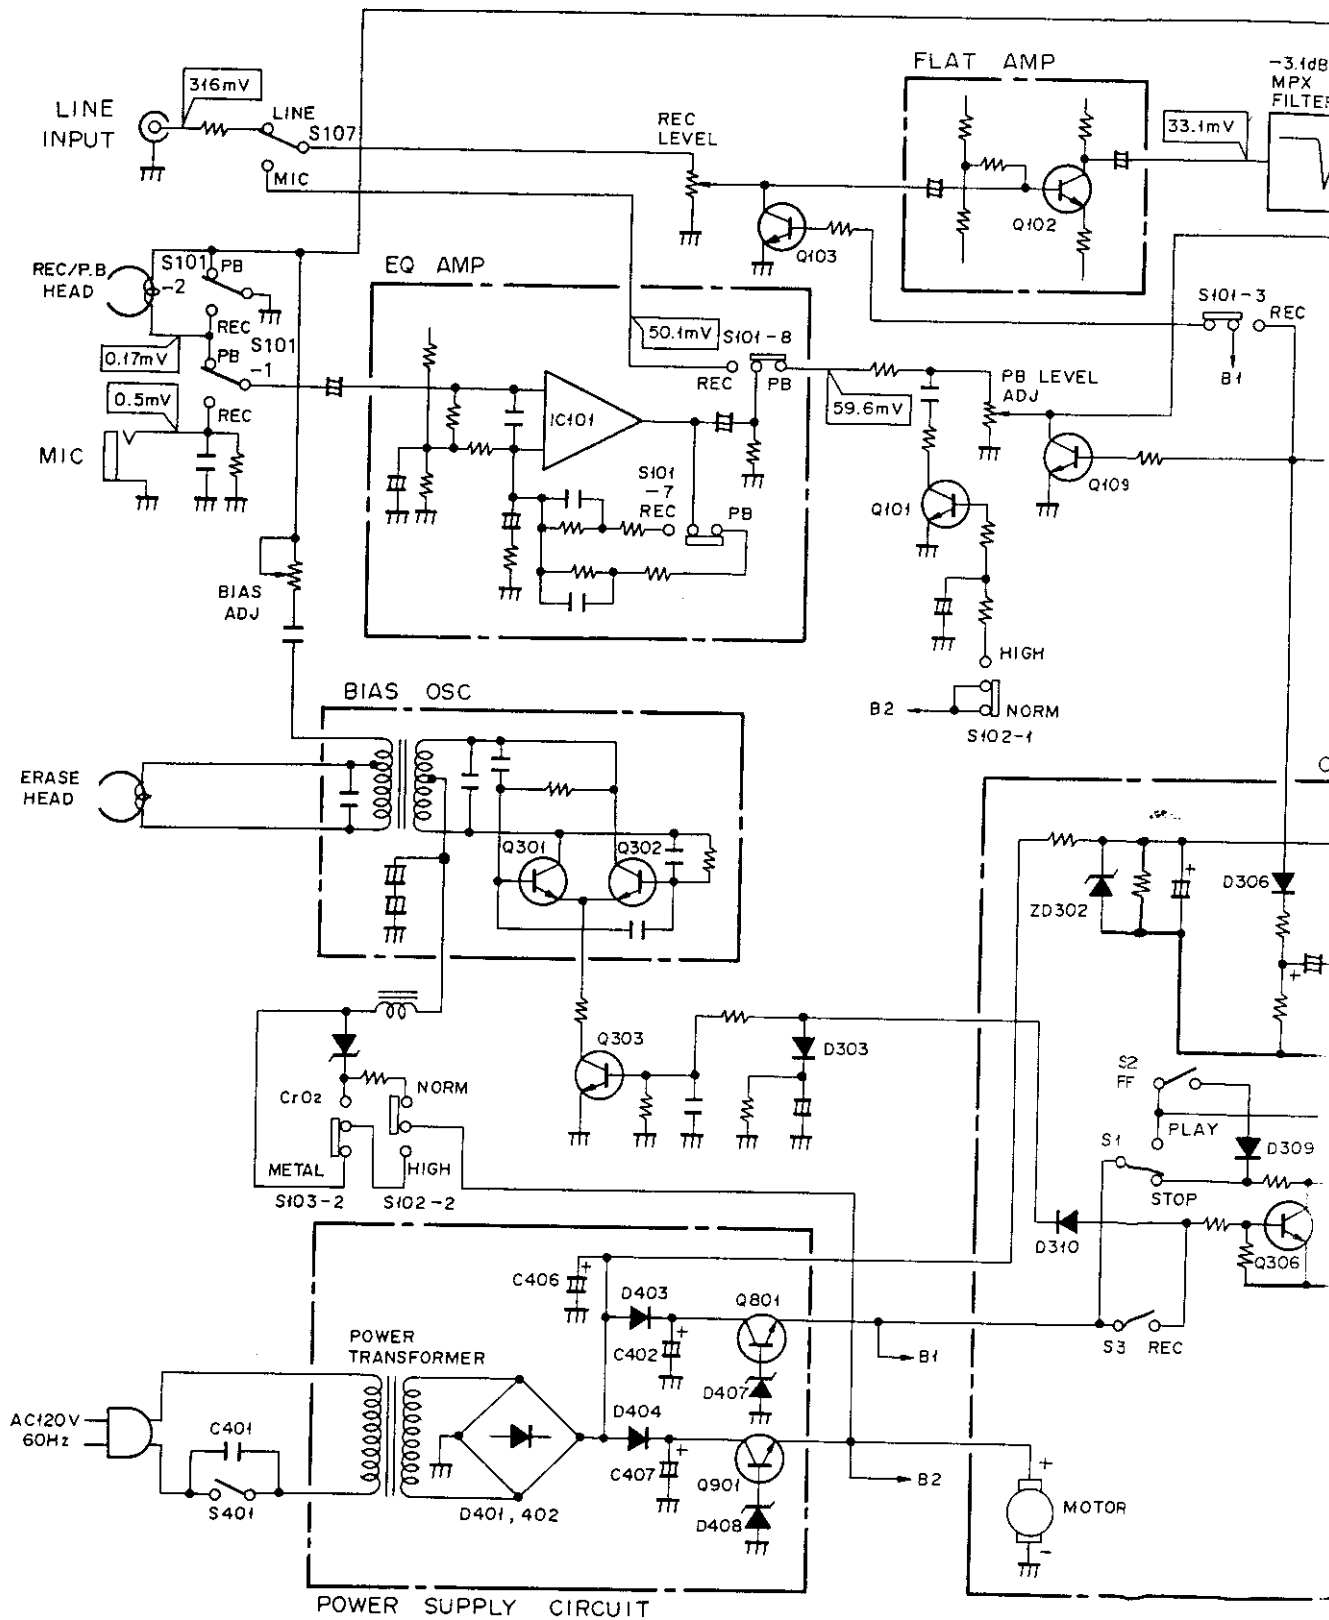 FLAT AMP
-3.1dB
MPX
FILTER
316mV
LINE
INPUT
LINE
S107
MIC
REC
LEVEL
33.1mV
Q102
Q103
REC/P.B
HEAD
S101
-2
PB
REC
EQ AMP
S101-3
REC
B1
0.17mV
PB
S101
-1
REC
0.5mV
MIC
50.1mV
S101-8
REC
PB
59.6mV
PB LEVEL
ADJ
IC101
S101
-7
REC
PB
Q101
Q109
BIAS
ADJ
HIGH
B2
NORM
S102-1
BIAS OSC
ERASE
HEAD
Q301
Q302
ZD302
D306
+
+
Q303
D303
CrO2
NORM
METAL
HIGH
S103-2
S102-2
S2
FF
PLAY
S1
D309
STOP
D310
Q306
C406
+
D403
Q801
POWER
TRANSFORMER
C402
+
D407
B1
S3
REC
AC120V
60Hz
C401
S401
D404
C407
+
Q901
D408
B2
D401, 402
+
MOTOR
-
POWER SUPPLY CIRCUIT